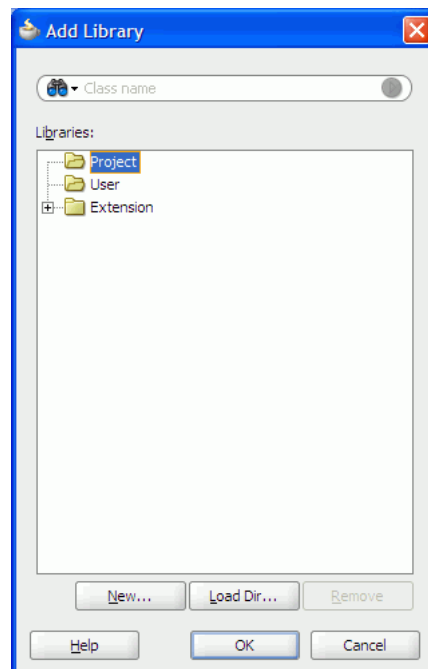 Add Library
Class name
Libraries:
Project
User
Extension
New... Load Dir... Remove
Help OK Cancel